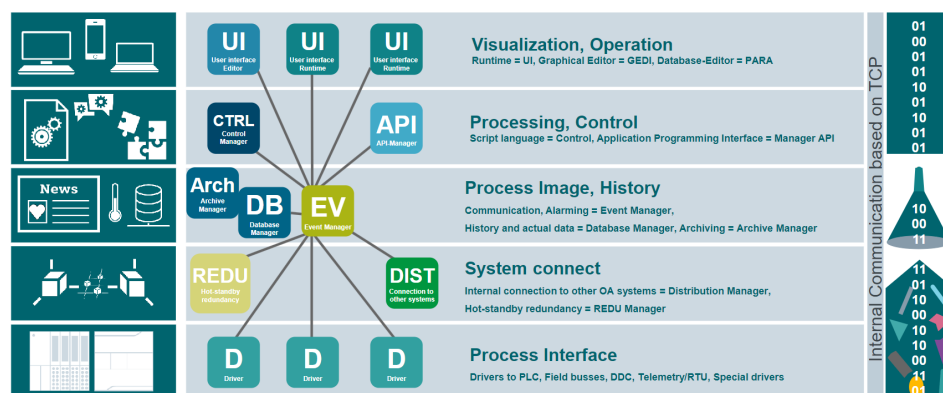 UI
User interface
Editor
UI
User interface
Runtime
UI
User interface
Runtime
Visualization, Operation
Runtime = UI, Graphical Editor = GEDI, Database-Editor = PARA
CTRL
Control
Manager
API
API-Manager
Processing, Control
Script language = Control, Application Programming Interface = Manager API
News
Arch
Archive
Manager
DB
Database
Manager
EV
Event Manager
Process Image, History
Communication, Alarming = Event Manager,
History and actual data = Database Manager, Archiving = Archive Manager
REDU
Hot-standby
redundancy
DIST
Connection to
other systems
System connect
Internal connection to other OA systems = Distribution Manager,
Hot-standby redundancy = REDU Manager
D
Driver
D
Driver
D
Driver
Process Interface
Drivers to PLC, Field busses, DDC, Telemetry/RTU, Special drivers
Internal Communication based on TCP
01
00
01
01
10
01
10
01
01
10
00
11
11
01
10
00
10
10
00
11
01